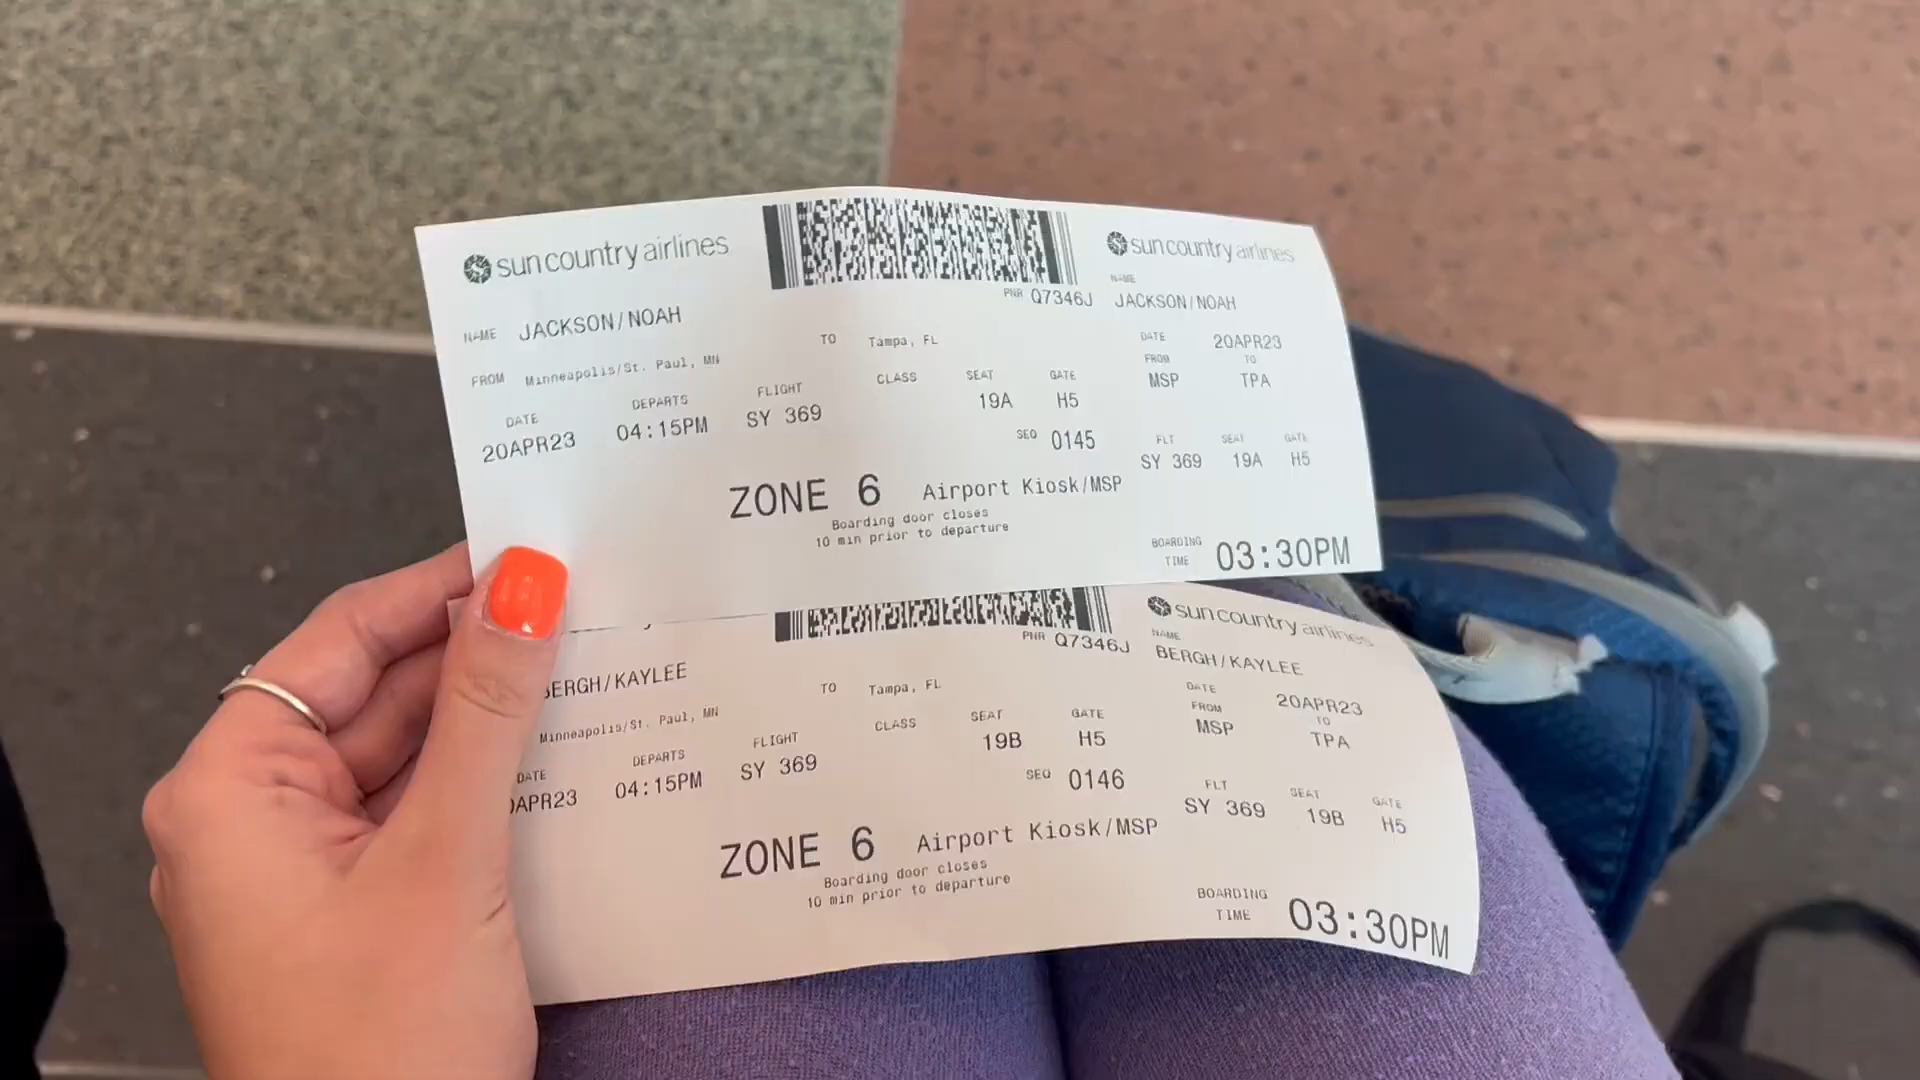 sun country airlines
PNR Q7346J
NAME JACKSON/NOAH
TO Tampa, FL
FROM Minneapolis/St. Paul, MN
DATE DEPARTS FLIGHT CLASS SEAT GATE
20APR23 04:15PM SY 369 19A H5
SEQ 0145
ZONE 6 Airport Kiosk/MSP
Boarding door closes
10 min prior to departure
sun country airlines
NAME
JACKSON/NOAH
DATE 20APR23
FROM TO
MSP TPA
FLT SEAT GATE
SY 369 19A H5
BOARDING
TIME 03:30PM
PNR Q7346J
BERGH/KAYLEE
TO Tampa, FL
Minneapolis/St. Paul, MN
DATE DEPARTS FLIGHT CLASS SEAT GATE
0APR23 04:15PM SY 369 19B H5
SEQ 0146
ZONE 6 Airport Kiosk/MSP
Boarding door closes
10 min prior to departure
sun country airlines
NAME
BERGH/KAYLEE
DATE 20APR23
FROM TO
MSP TPA
FLT SEAT GATE
SY 369 19B H5
BOARDING
TIME 03:30PM